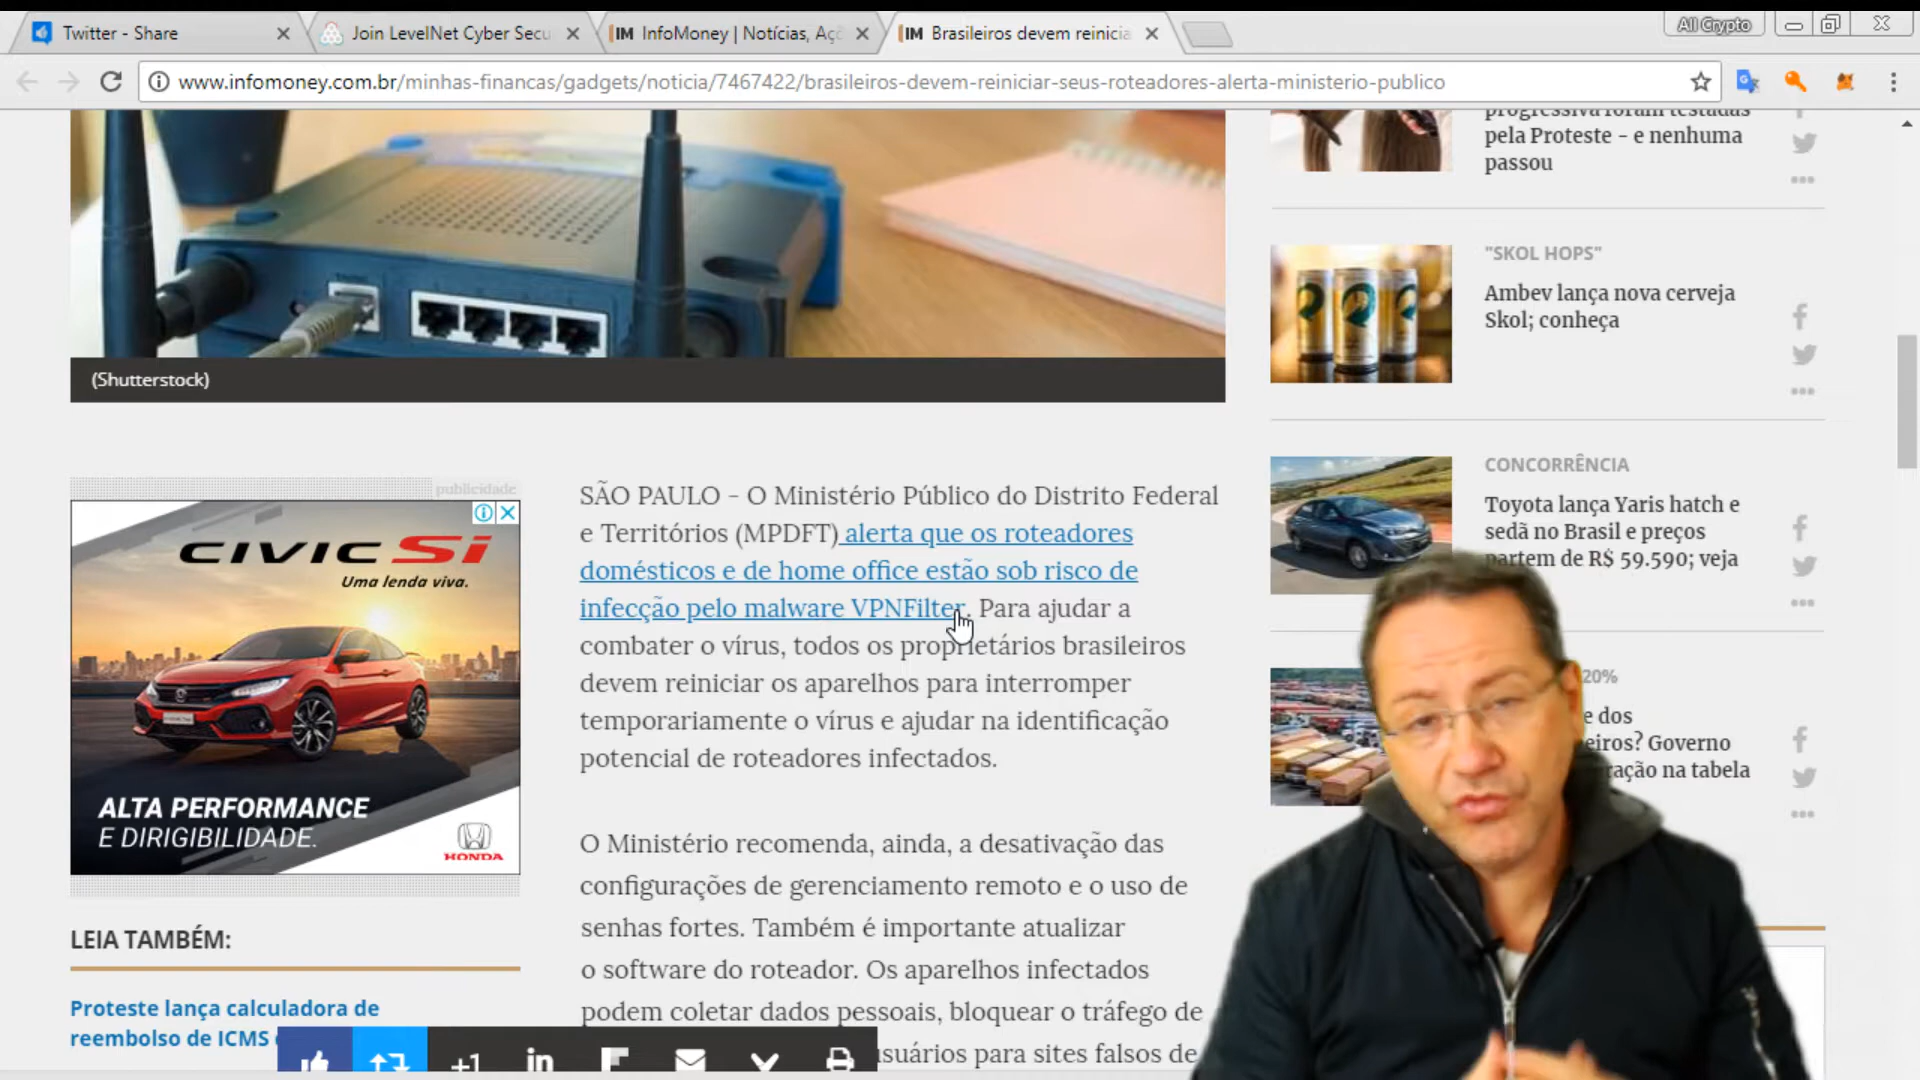 Twitter - Share
Join LevelNet Cyber Secu
IM InfoMoney | Notícias, Açõ
IM Brasileiros devem reinicia
All Crypto
www.infomoney.com.br/minhas-financas/gadgets/noticia/7467422/brasileiros-devem-reiniciar-seus-roteadores-alerta-ministerio-publico
(Shutterstock)
publicidade
CIVIC Si
Uma lenda viva.
ALTA PERFORMANCE
E DIRIGIBILIDADE.
HONDA
LEIA TAMBÉM:
Proteste lança calculadora de
reembolso de ICMS
SÃO PAULO - O Ministério Público do Distrito Federal
e Territórios (MPDFT) alerta que os roteadores
domésticos e de home office estão sob risco de
infecção pelo malware VPNFilter. Para ajudar a
combater o vírus, todos os proprietários brasileiros
devem reiniciar os aparelhos para interromper
temporariamente o vírus e ajudar na identificação
potencial de roteadores infectados.
O Ministério recomenda, ainda, a desativação das
configurações de gerenciamento remoto e o uso de
senhas fortes. Também é importante atualizar
o software do roteador. Os aparelhos infectados
podem coletar dados pessoais, bloquear o tráfego de
suários para sites falsos de
+1
in
progressiva foram testadas
pela Proteste - e nenhuma
passou
"SKOL HOPS"
Ambev lança nova cerveja
Skol; conheça
CONCORRÊNCIA
Toyota lança Yaris hatch e
sedã no Brasil e preços
partem de R$ 59.590; veja
20%
e dos
eiros? Governo
ração na tabela